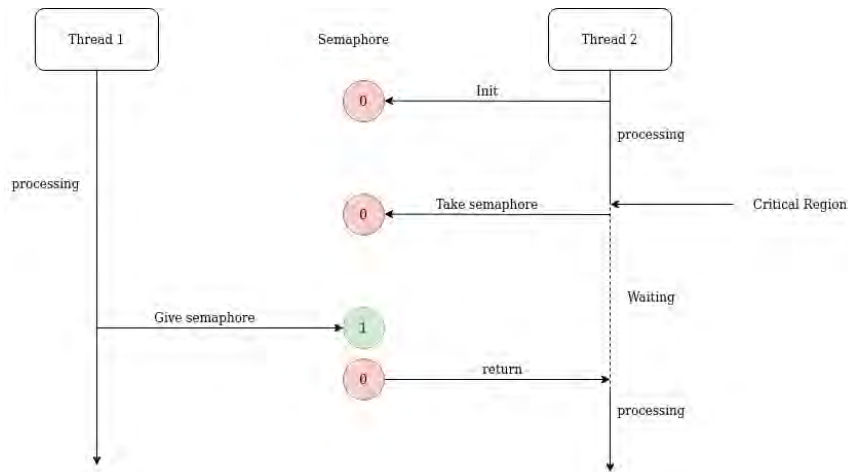 Thread 1
Semaphore
Thread 2
0
Init
processing
processing
0
Take semaphore
Critical Region
Waiting
Give semaphore
1
0
return
processing